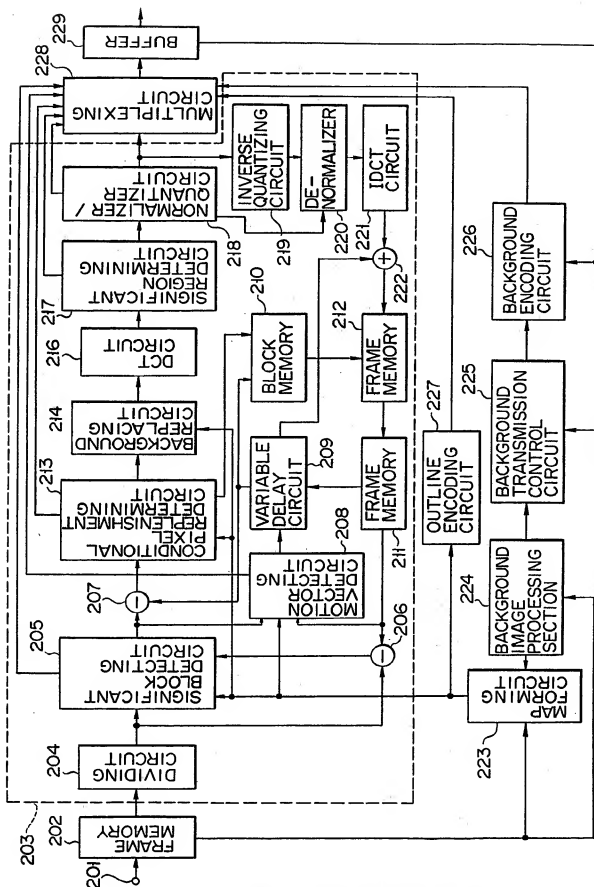 201
202
FRAME
MEMORY
203
204
DIVIDING
CIRCUIT
205
SIGNIFICANT
BLOCK
DETECTING
CIRCUIT
206
207
208
MOTION
VECTOR
DETECTING
CIRCUIT
209
VARIABLE
DELAY
CIRCUIT
210
BLOCK
MEMORY
211
FRAME
MEMORY
212
FRAME
MEMORY
213
CONDITIONAL
PIXEL
REPLENISHMENT
DETERMINING
CIRCUIT
214
BACKGROUND
REPLACING
CIRCUIT
216
DCT
CIRCUIT
217
SIGNIFICANT
REGION
DETERMINING
CIRCUIT
218
NORMALIZER/
QUANTIZER
CIRCUIT
219
INVERSE
QUANTIZING
CIRCUIT
220
DE-
NORMALIZER
221
IDCT
CIRCUIT
222
223
MAP
FORMING
CIRCUIT
224
BACKGROUND
IMAGE
PROCESSING
SECTION
225
BACKGROUND
TRANSMISSION
CONTROL
CIRCUIT
226
BACKGROUND
ENCODING
CIRCUIT
227
OUTLINE
ENCODING
CIRCUIT
228
MULTIPLEXING
CIRCUIT
229
BUFFER